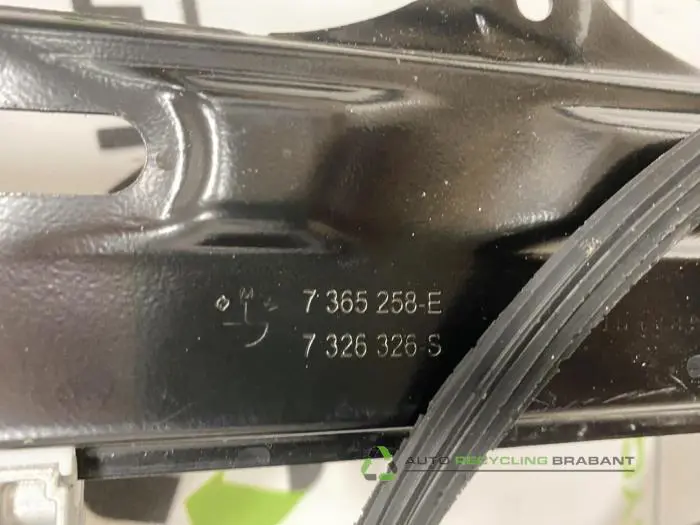 7 365 258-E
7 326 326-S
AUTO RECYCLING BRABANT